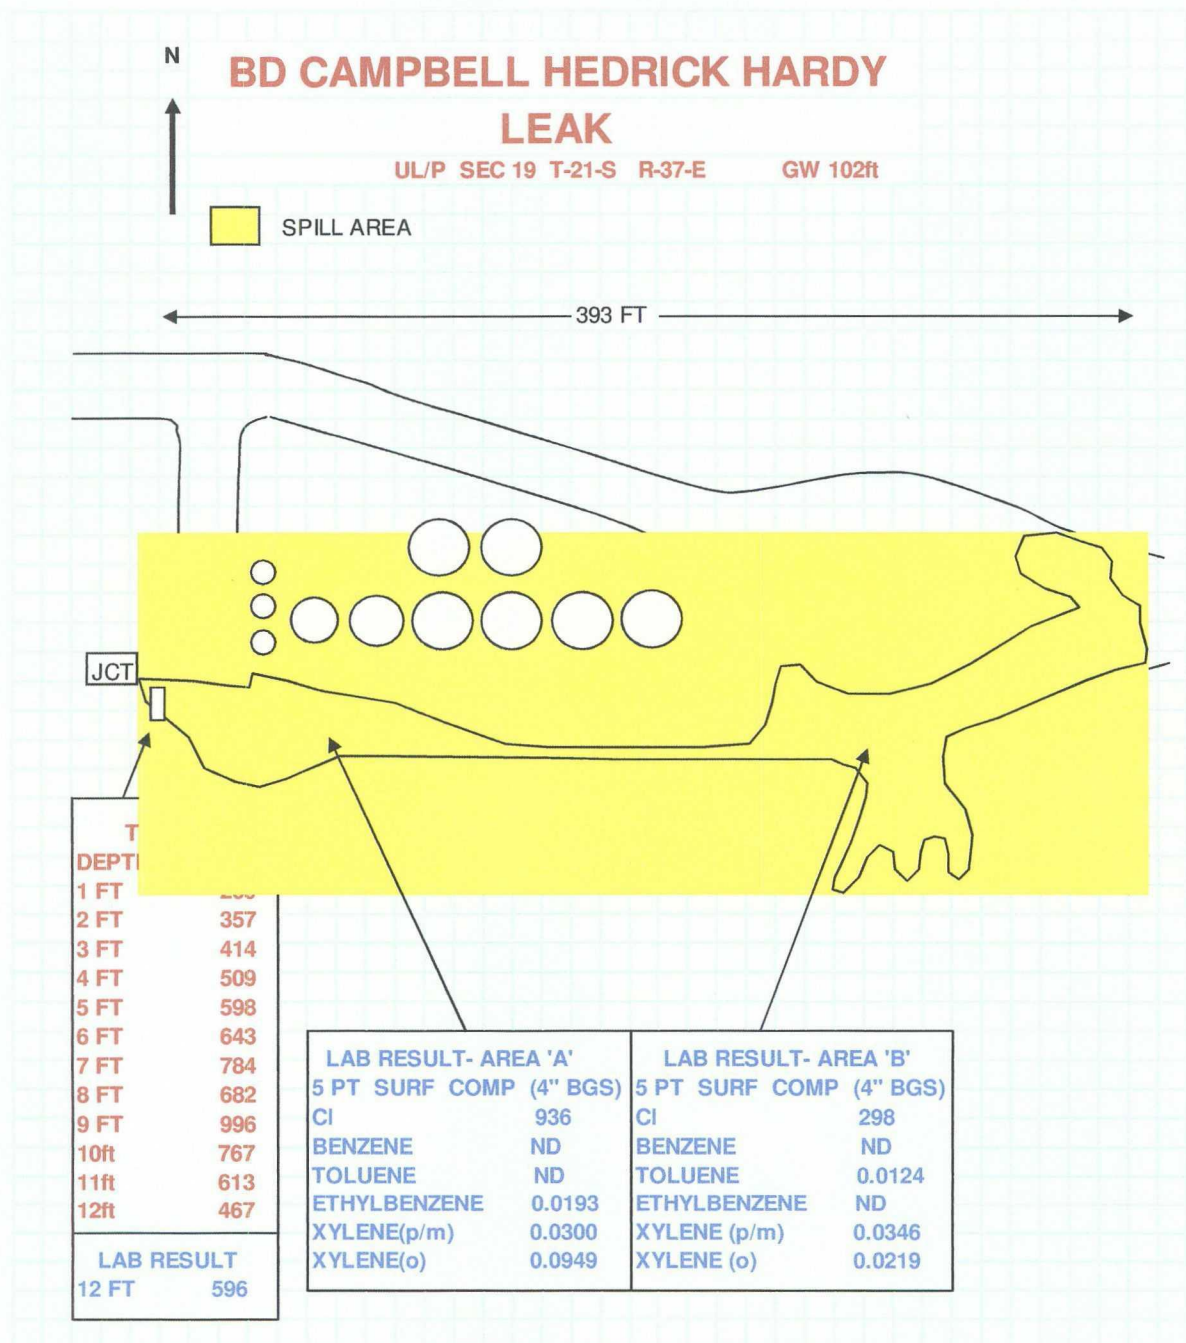 N
BD CAMPBELL HEDRICK HARDY
LEAK
UL/P SEC 19 T-21-S R-37-E GW 102ft
SPILL AREA
393 FT
JCT
1 FT
2 FT 357
3 FT 414
4 FT 509
5 FT 598
6 FT 643
7 FT 784
8 FT 682
9 FT 996
10ft 767
11ft 613
12ft 467
LAB RESULT
12 FT 596
LAB RESULT- AREA 'A'
5 PT SURF COMP (4" BGS)
Cl 936
BENZENE ND
TOLUENE ND
ETHYLBENZENE 0.0193
XYLENE(p/m) 0.0300
XYLENE(o) 0.0949
LAB RESULT- AREA 'B'
5 PT SURF COMP (4" BGS)
Cl 298
BENZENE ND
TOLUENE 0.0124
ETHYLBENZENE ND
XYLENE (p/m) 0.0346
XYLENE (o) 0.0219